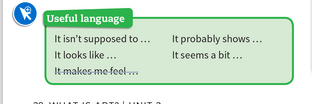 Useful language
It isn't supposed to ... It probably shows ...
It looks like ... It seems a bit ...
It makes me feel ...